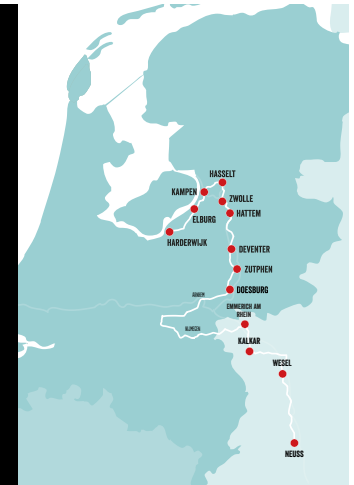 HASSELT
KAMPEN
ZWOLLE
HATTEM
ELBURG
HARDERWIJK
DEVENTER
ZUTPHEN
DOESBURG
ARNHEM
EMMERICH AM
RHEIN
NIJMEGEN
KALKAR
WESEL
NEUSS